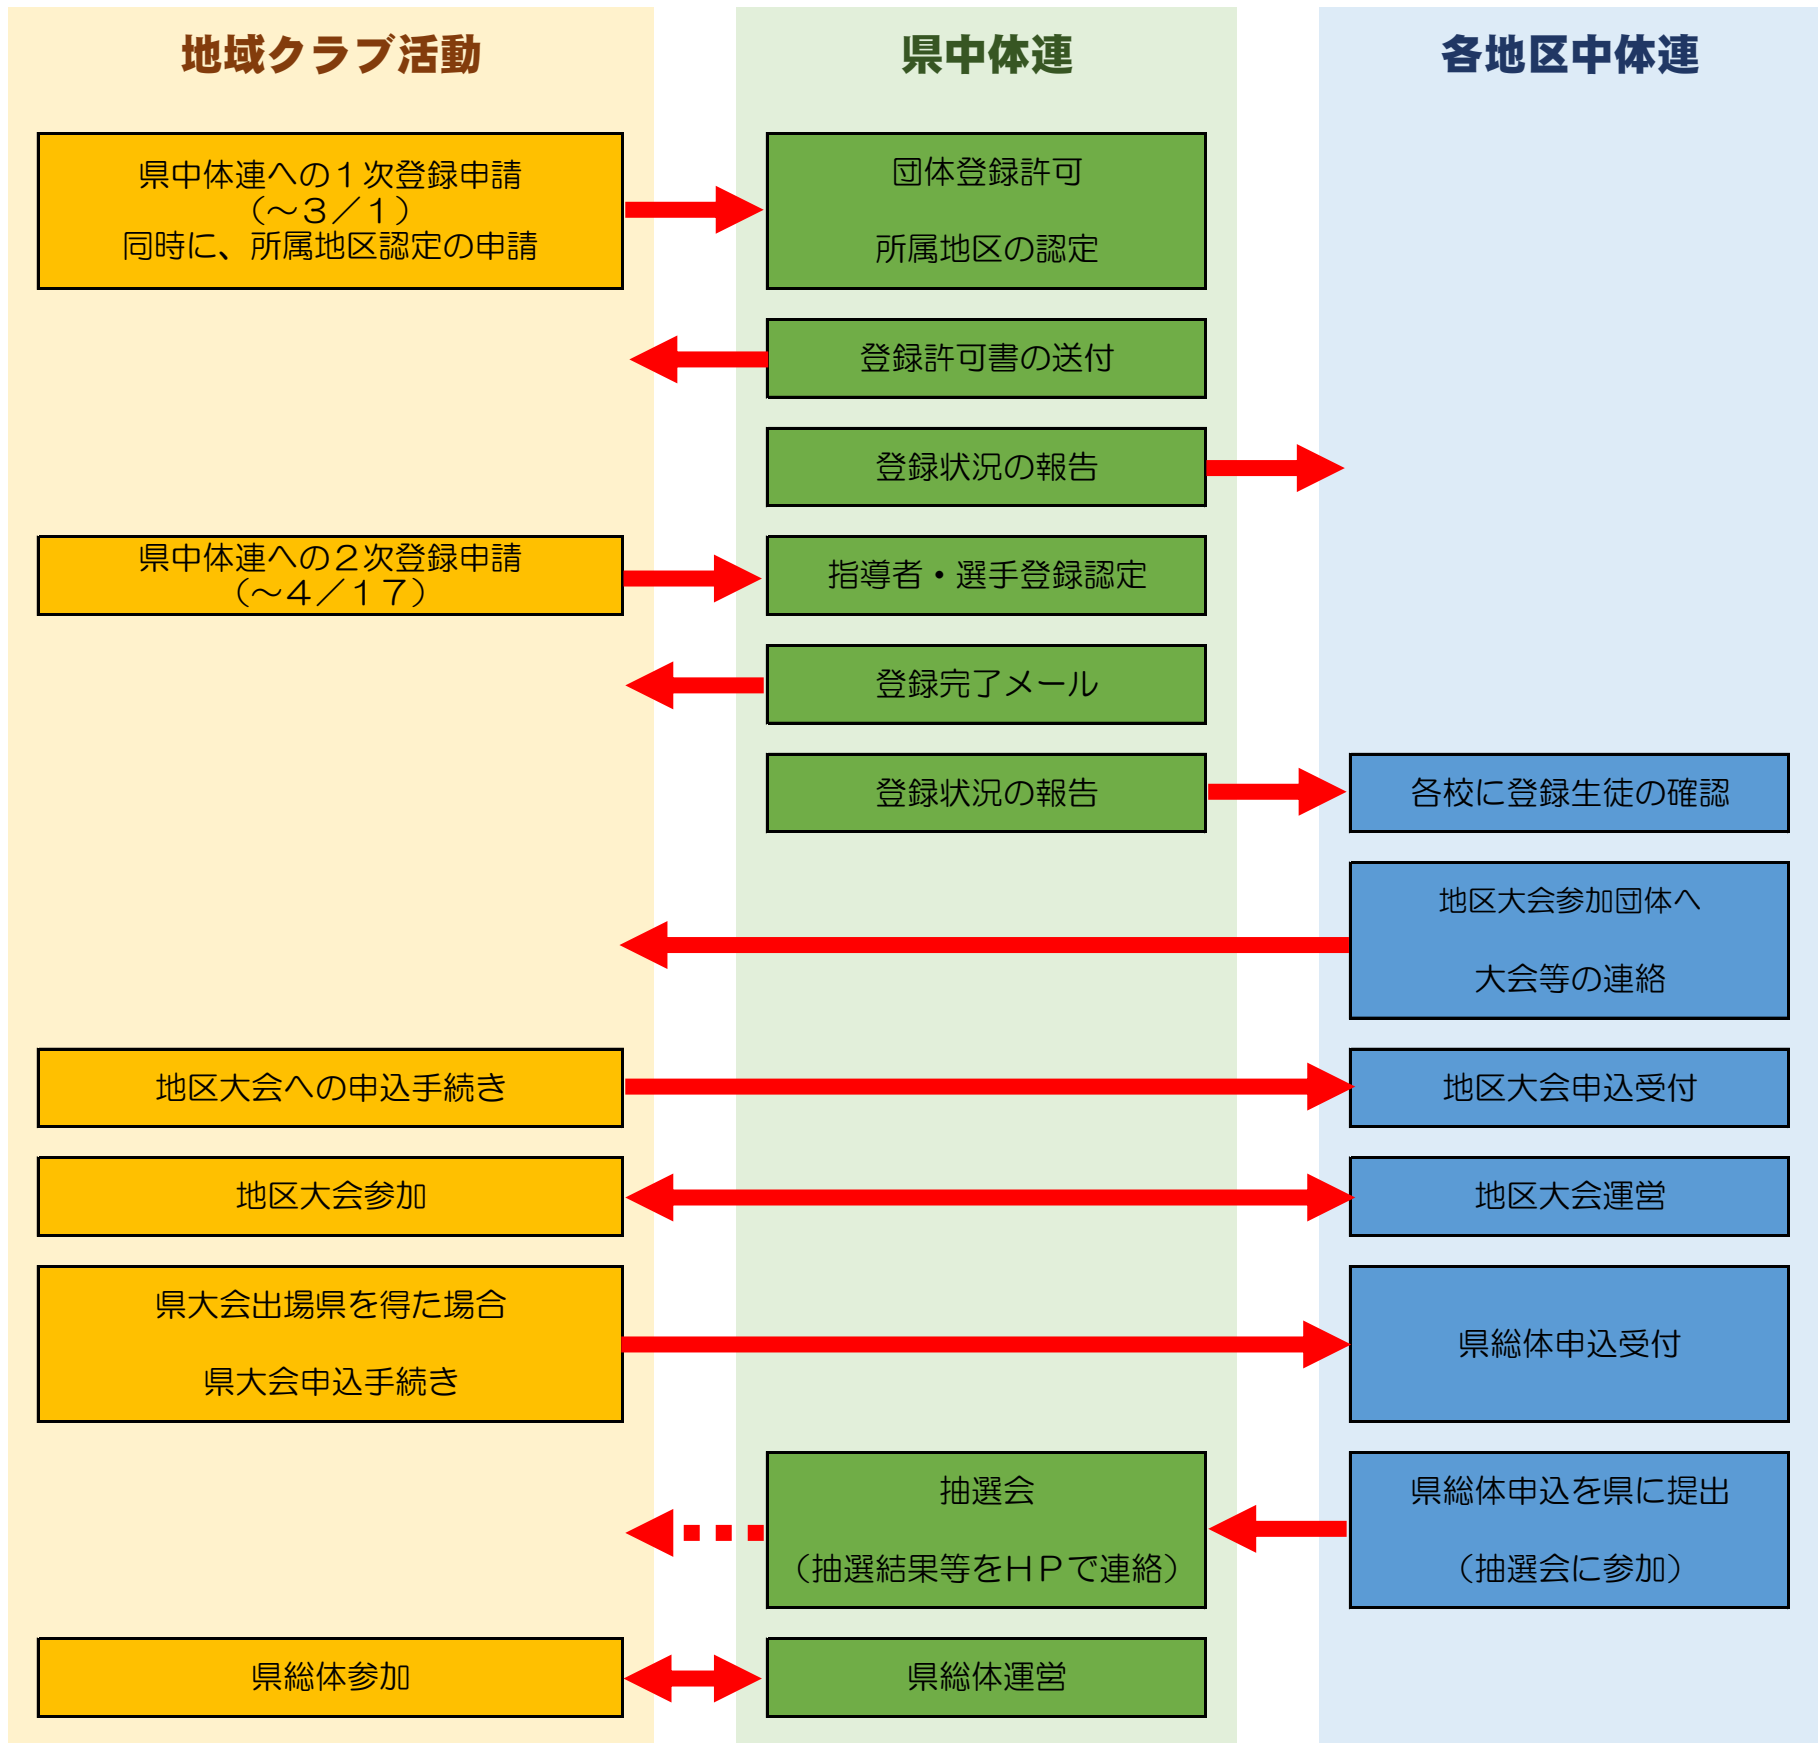 地域クラブ活動
県中体連
各地区中体連
県中体連への１次登録申請
（～３／１）
同時に、所属地区認定の申請
団体登録許可
所属地区の認定
登録許可書の送付
登録状況の報告
県中体連への２次登録申請
（～４／１７）
指導者・選手登録認定
登録完了メール
登録状況の報告
各校に登録生徒の確認
地区大会参加団体へ
大会等の連絡
地区大会への申込手続き
地区大会申込受付
地区大会参加
地区大会運営
県大会出場県を得た場合
県大会申込手続き
県総体申込受付
抽選会
（抽選結果等をＨＰで連絡）
県総体申込を県に提出
（抽選会に参加）
県総体参加
県総体運営